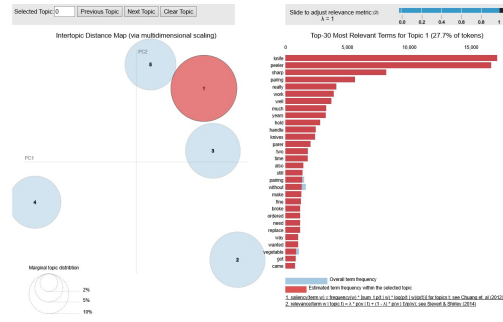 Selected Topic: 0 Previous Topic Next Topic Clear Topic
Slide to adjust relevance metric:(2)
λ = 1
0.0 0.2 0.4 0.6 0.8 1
Intertopic Distance Map (via multidimensional scaling)
PC2
PC1
5
1
3
4
2
Marginal topic distribtion
2%
5%
10%
Top-30 Most Relevant Terms for Topic 1 (27.7% of tokens)
0 5,000 10,000 15,000
knife
peeler
sharp
paring
really
work
well
much
years
hold
handle
knives
parer
two
time
also
still
pairing
without
make
fine
broke
ordered
need
replace
way
wanted
vegetable
got
came
Overall term frequency
Estimated term frequency within the selected topic
1. saliency(term w) = frequency(w) * [sum_t p(t | w) * log(p(t | w)/p(t))] for topics t; see Chuang et. al (2012)
2. relevance(term w | topic t) = λ * p(w | t) + (1 - λ) * p(w | t)/p(w); see Sievert & Shirley (2014)